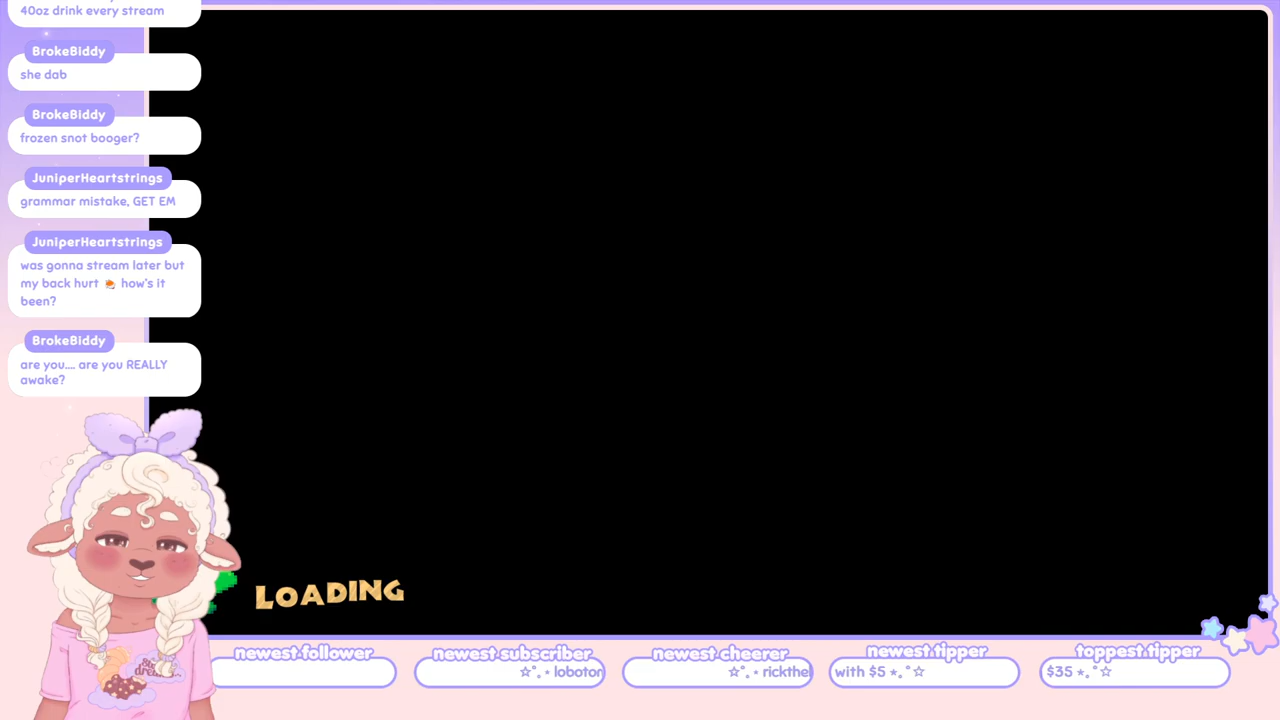 40oz drink every stream
BrokeBiddy
she dab
BrokeBiddy
frozen snot booger?
JuniperHeartstrings
grammar mistake, GET EM
JuniperHeartstrings
was gonna stream later but
my back hurt how's it
been?
BrokeBiddy
are you.... are you REALLY
awake?
LOADING
newest follower
newest subscriber
newest cheerer
newest tipper
toppest tipper
☆˚｡⋆ loboton
☆˚｡⋆ rickthe
with $5 ⋆｡˚☆
$35 ⋆｡˚☆